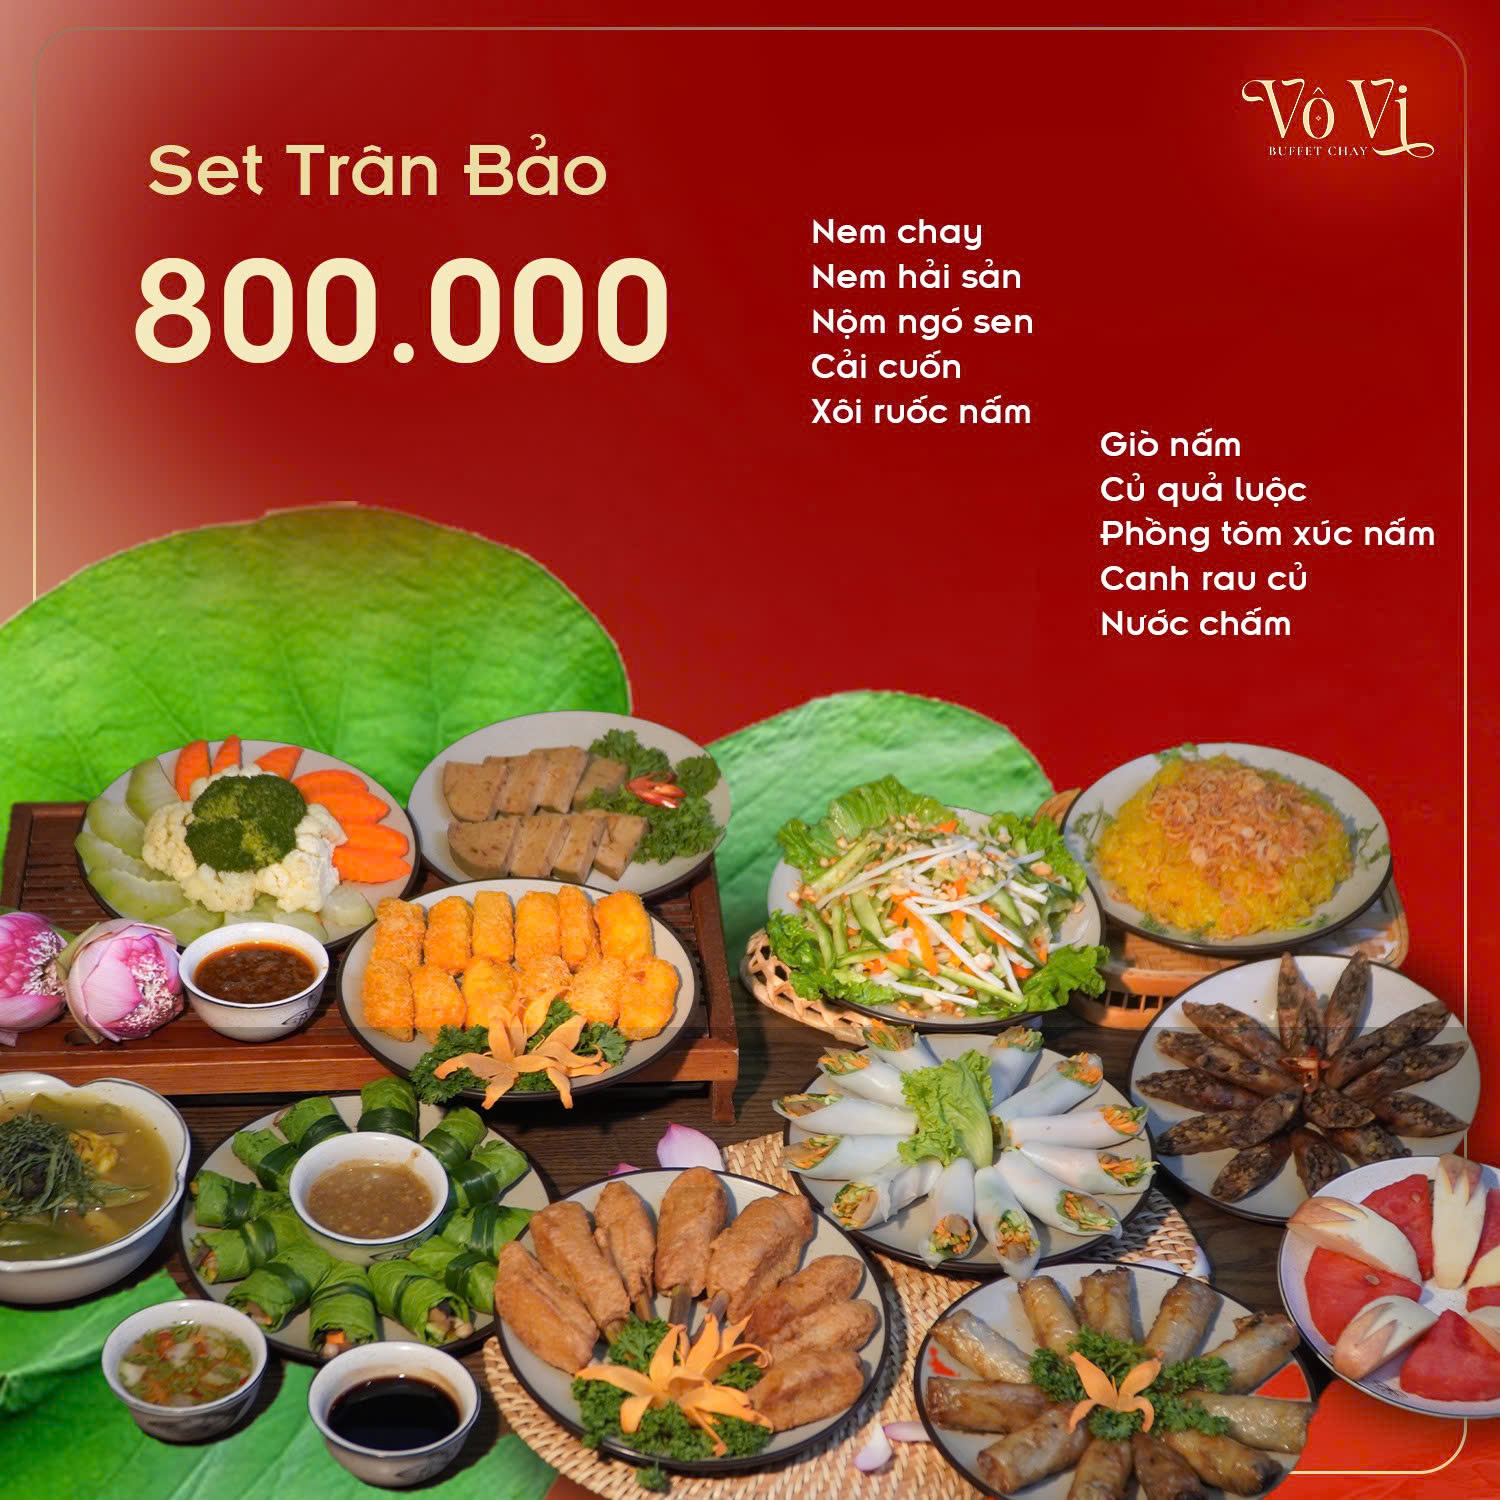 Vô Vị
BUFFET CHAY
Set Trân Bảo
800.000
Nem chay
Nem hải sản
Nộm ngó sen
Cải cuốn
Xôi ruốc nấm
Giò nấm
Củ quả luộc
Phồng tôm xúc nấm
Canh rau củ
Nước chấm